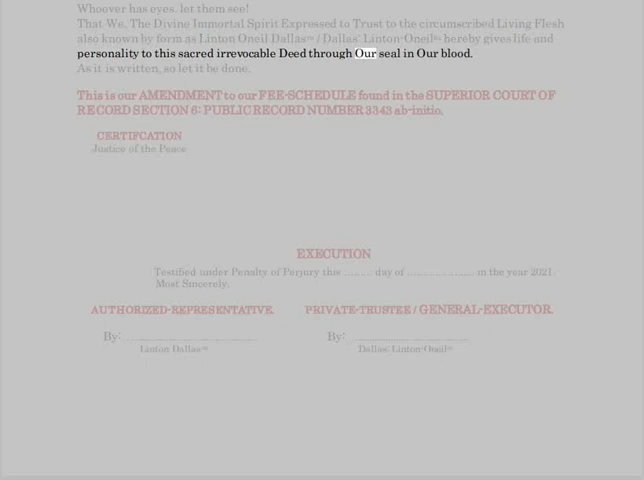 Whoever has eyes, let them see!
That We, The Divine Immortal Spirit Expressed to Trust to the circumscribed Living Flesh
also known by form as Linton Oneil Dallas™ / Dallas: Linton-Oneil™ hereby gives life and
personality to this sacred irrevocable Deed through Our seal in Our blood.
As it is written, so let it be done.
This is our AMENDMENT to our FEE-SCHEDULE found in the SUPERIOR COURT OF
RECORD SECTION 6: PUBLIC RECORD NUMBER 3343 ab-initio.
CERTIFCATION
Justice of the Peace
EXECUTION
Testified under Penalty of Perjury this ......... day of ........................ in the year 2021.
Most Sincerely,
AUTHORIZED-REPRESENTATIVE PRIVATE-TRUSTEE / GENERAL-EXECUTOR
By: ................................ By: ................................
Linton Dallas™ Dallas: Linton-Oneil™